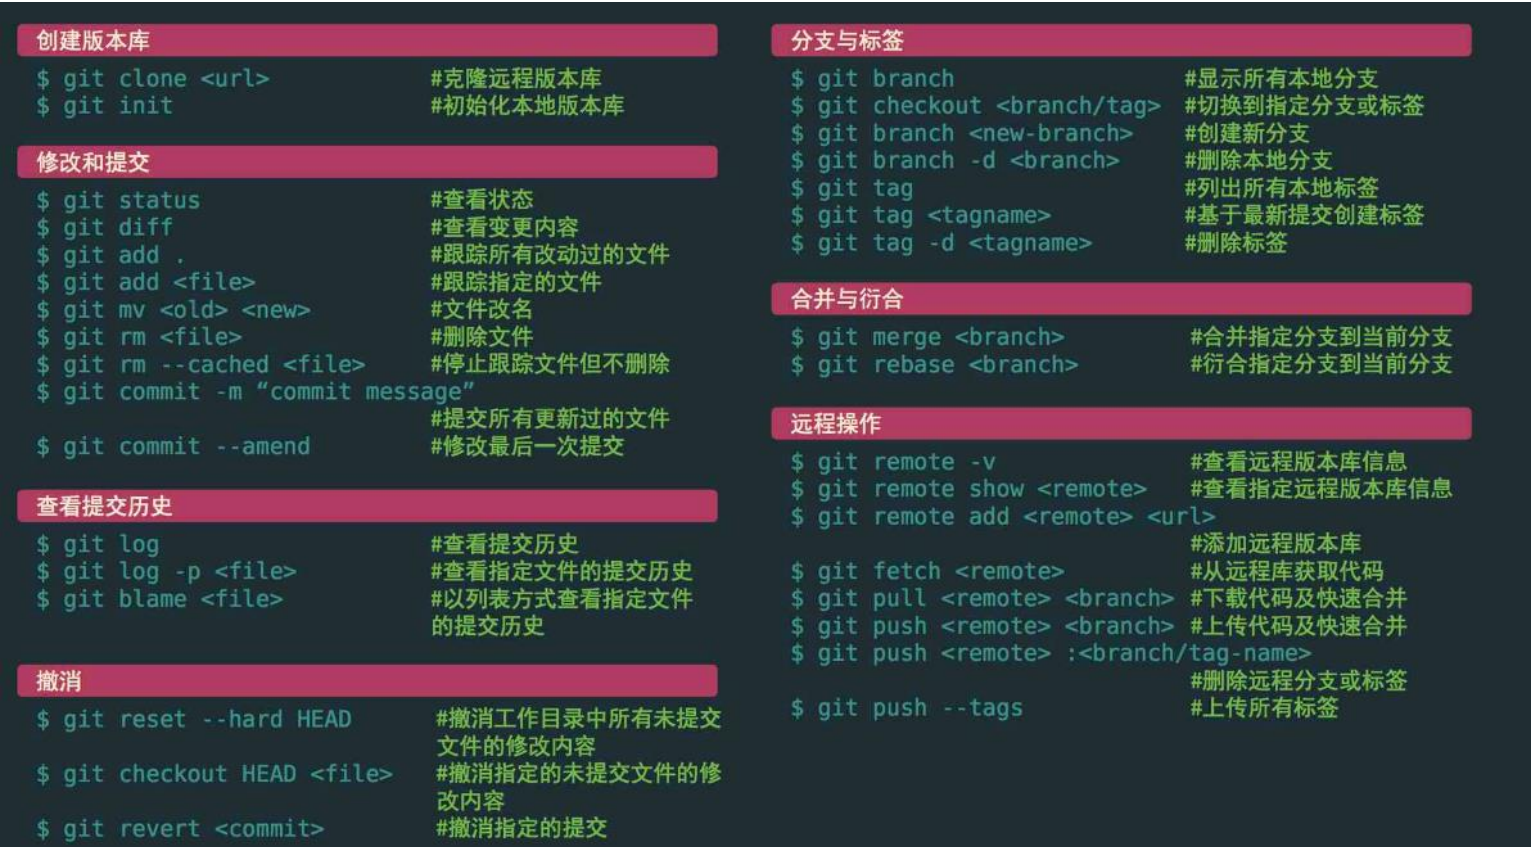 创建版本库
$ git clone <url> #克隆远程版本库
$ git init #初始化本地版本库
修改和提交
$ git status #查看状态
$ git diff #查看变更内容
$ git add . #跟踪所有改动过的文件
$ git add <file> #跟踪指定的文件
$ git mv <old> <new> #文件改名
$ git rm <file> #删除文件
$ git rm --cached <file> #停止跟踪文件但不删除
$ git commit -m “commit message”
#提交所有更新过的文件
$ git commit --amend #修改最后一次提交
查看提交历史
$ git log #查看提交历史
$ git log -p <file> #查看指定文件的提交历史
$ git blame <file> #以列表方式查看指定文件
的提交历史
撤消
$ git reset --hard HEAD #撤消工作目录中所有未提交
文件的修改内容
$ git checkout HEAD <file> #撤消指定的未提交文件的修
改内容
$ git revert <commit> #撤消指定的提交
分支与标签
$ git branch #显示所有本地分支
$ git checkout <branch/tag> #切换到指定分支或标签
$ git branch <new-branch> #创建新分支
$ git branch -d <branch> #删除本地分支
$ git tag #列出所有本地标签
$ git tag <tagname> #基于最新提交创建标签
$ git tag -d <tagname> #删除标签
合并与衍合
$ git merge <branch> #合并指定分支到当前分支
$ git rebase <branch> #衍合指定分支到当前分支
远程操作
$ git remote -v #查看远程版本库信息
$ git remote show <remote> #查看指定远程版本库信息
$ git remote add <remote> <url>
#添加远程版本库
$ git fetch <remote> #从远程库获取代码
$ git pull <remote> <branch> #下载代码及快速合并
$ git push <remote> <branch> #上传代码及快速合并
$ git push <remote> :<branch/tag-name>
#删除远程分支或标签
$ git push --tags #上传所有标签